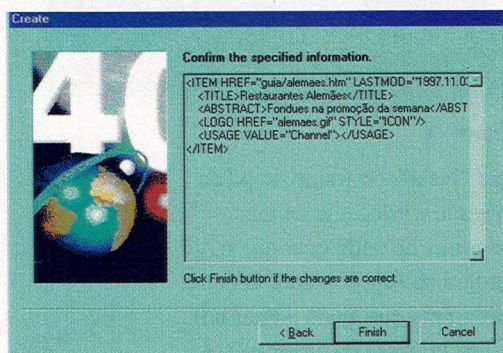 Create
40
Confirm the specified information.
<ITEM HREF="guia/alemaes.htm" LASTMOD="1997.11.0
<TITLE>Restaurantes Alemães</TITLE>
<ABSTRACT>Fondues na promoção da semana</ABST
<LOGO HREF="alemaes.gif" STYLE="ICON"/>
<USAGE VALUE="Channel"></USAGE>
</ITEM>
Click Finish button if the changes are correct.
< Back Finish Cancel